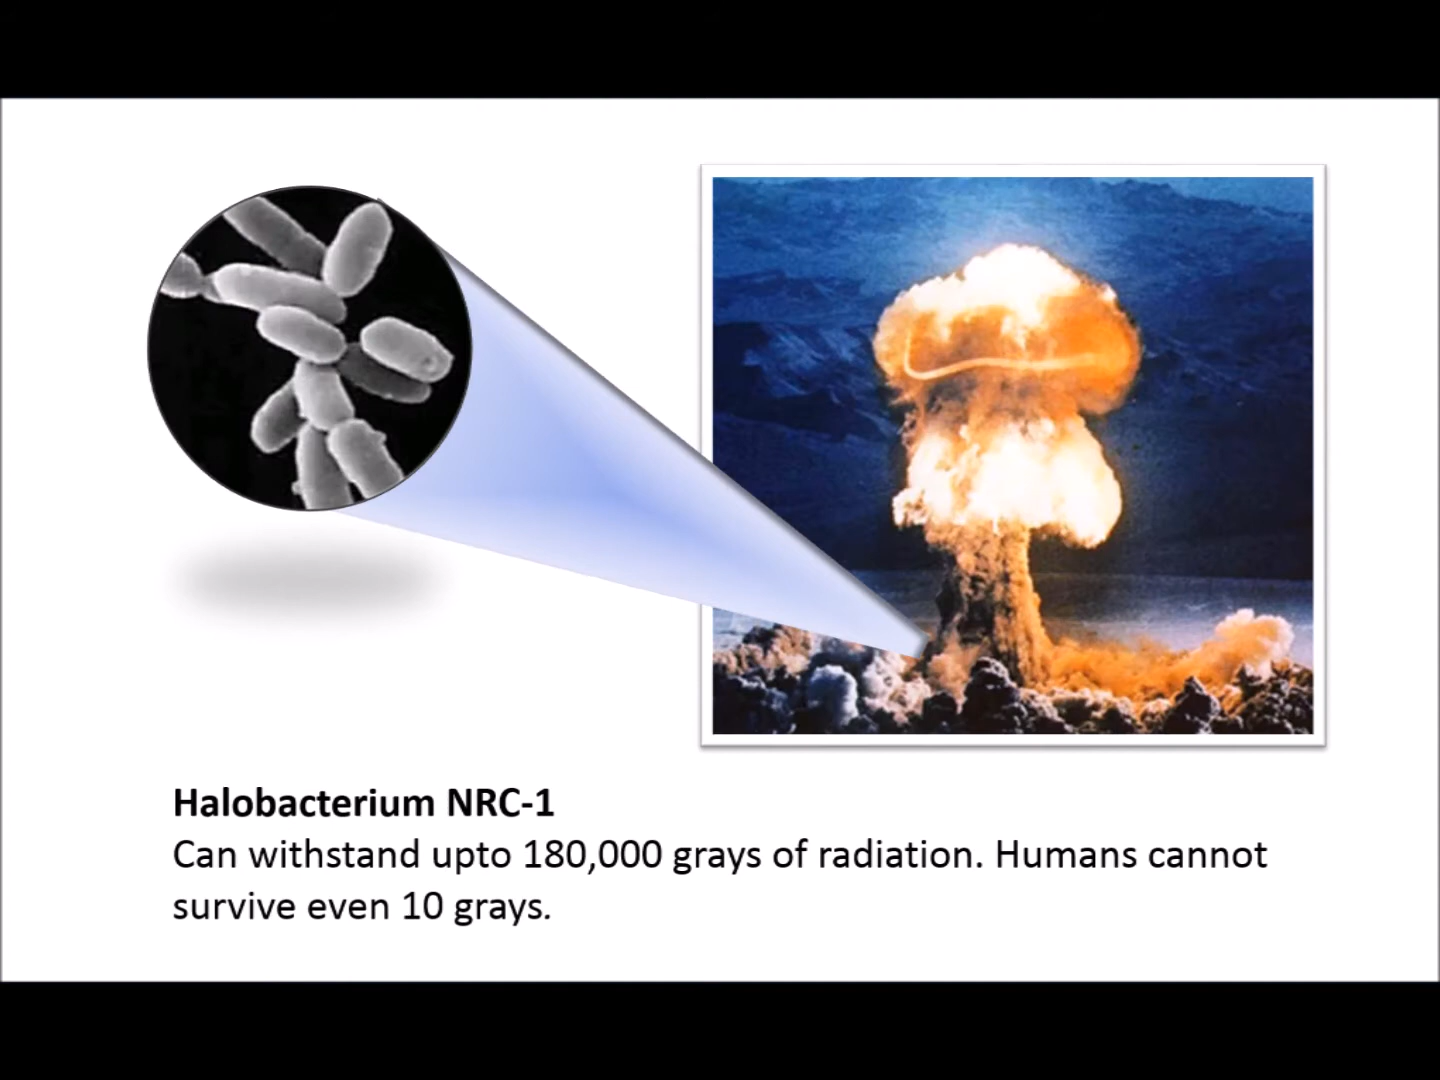 Halobacterium NRC-1
Can withstand upto 180,000 grays of radiation. Humans cannot
survive even 10 grays.